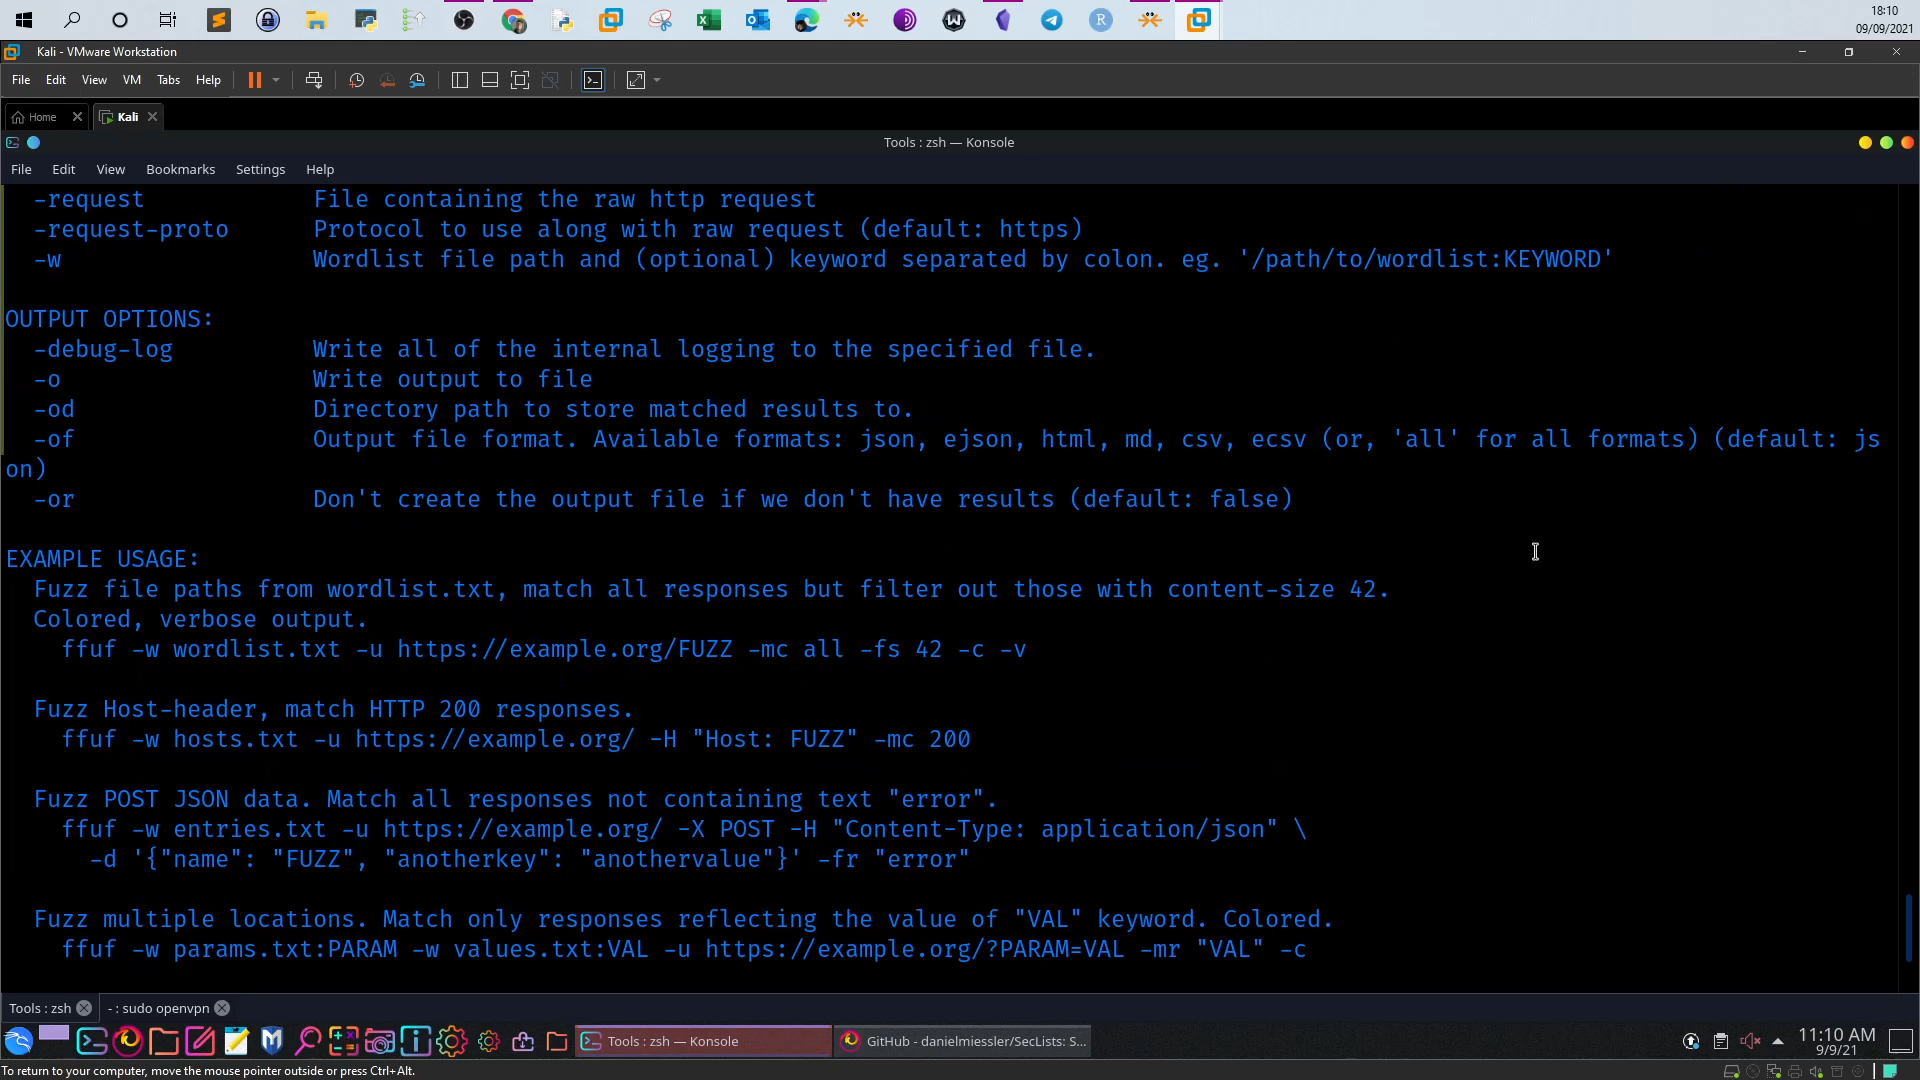 18:10
09/09/2021
Kali - VMware Workstation
File Edit View VM Tabs Help
Home
Kali
Tools : zsh — Konsole
File Edit View Bookmarks Settings Help
-request File containing the raw http request
-request-proto Protocol to use along with raw request (default: https)
-w Wordlist file path and (optional) keyword separated by colon. eg. '/path/to/wordlist:KEYWORD'
OUTPUT OPTIONS:
-debug-log Write all of the internal logging to the specified file.
-o Write output to file
-od Directory path to store matched results to.
-of Output file format. Available formats: json, ejson, html, md, csv, ecsv (or, 'all' for all formats) (default: js
on)
-or Don't create the output file if we don't have results (default: false)
EXAMPLE USAGE:
Fuzz file paths from wordlist.txt, match all responses but filter out those with content-size 42.
Colored, verbose output.
ffuf -w wordlist.txt -u https://example.org/FUZZ -mc all -fs 42 -c -v
Fuzz Host-header, match HTTP 200 responses.
ffuf -w hosts.txt -u https://example.org/ -H "Host: FUZZ" -mc 200
Fuzz POST JSON data. Match all responses not containing text "error".
ffuf -w entries.txt -u https://example.org/ -X POST -H "Content-Type: application/json" \
-d '{"name": "FUZZ", "anotherkey": "anothervalue"}' -fr "error"
Fuzz multiple locations. Match only responses reflecting the value of "VAL" keyword. Colored.
ffuf -w params.txt:PARAM -w values.txt:VAL -u https://example.org/?PARAM=VAL -mr "VAL" -c
Tools : zsh
- : sudo openvpn
Tools : zsh — Konsole
GitHub - danielmiessler/SecLists: S...
11:10 AM
9/9/21
To return to your computer, move the mouse pointer outside or press Ctrl+Alt.